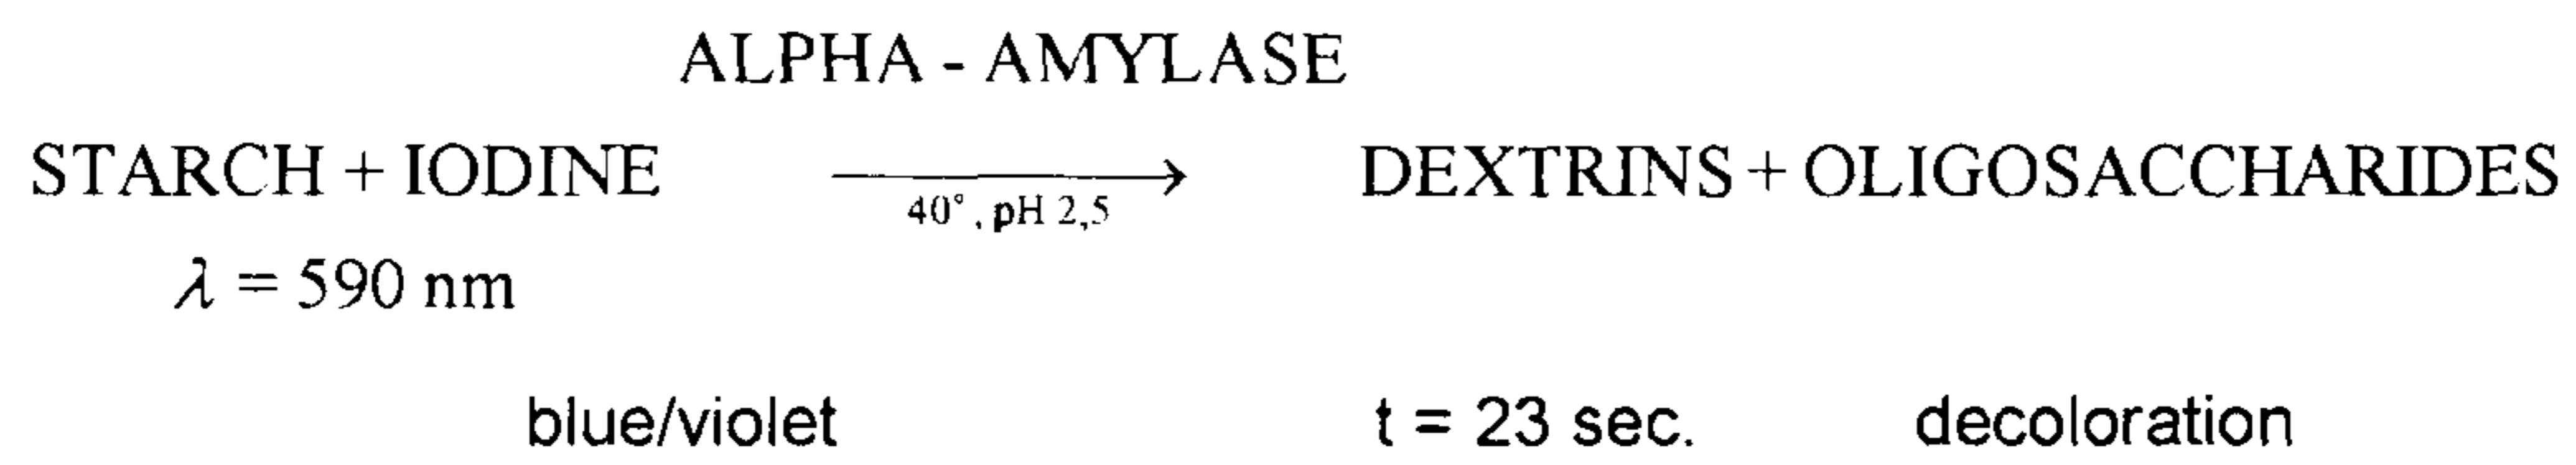 ALPHA - AMYLASE
STARCH + IODINE → DEXTRINS + OLIGOSACCHARIDES
40°, pH 2,5
λ = 590 nm
blue/violet t = 23 sec. decoloration